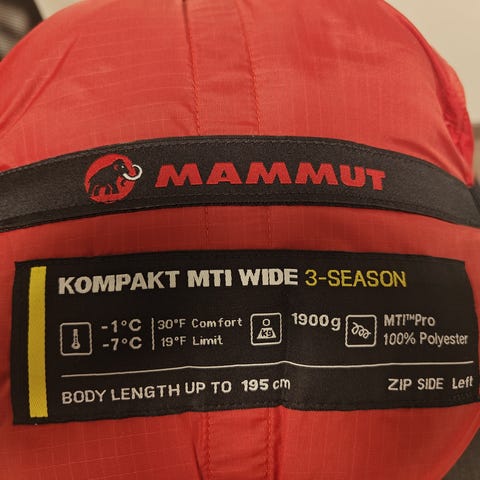 MAMMUT
KOMPAKT MTI WIDE 3-SEASON
-1°C 30°F Comfort
-7°C 19°F Limit
KG 1900g
MTI™Pro
100% Polyester
BODY LENGTH UP TO 195 cm
ZIP SIDE Left